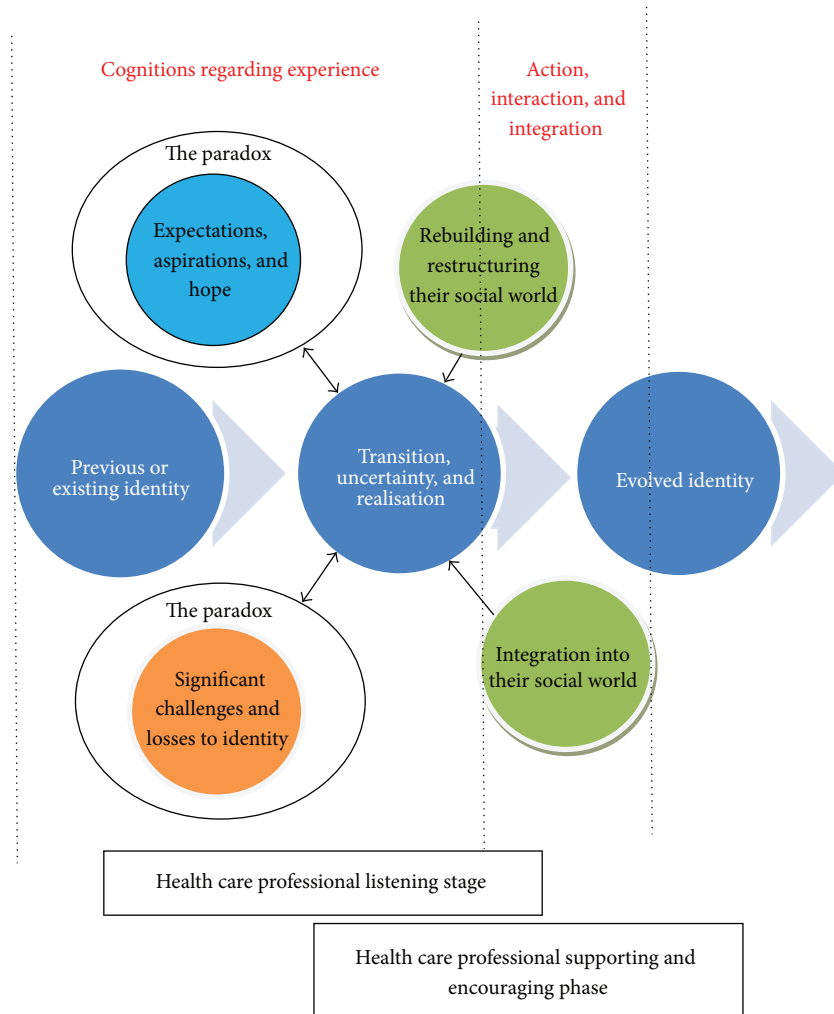 Cognitions regarding experience
Action,
interaction, and
integration
The paradox
Expectations,
aspirations, and
hope
Rebuilding and
restructuring
their social world
Previous or
existing identity
Transition,
uncertainty, and
realisation
Evolved identity
The paradox
Significant
challenges and
losses to identity
Integration into
their social world
Health care professional listening stage
Health care professional supporting and
encouraging phase